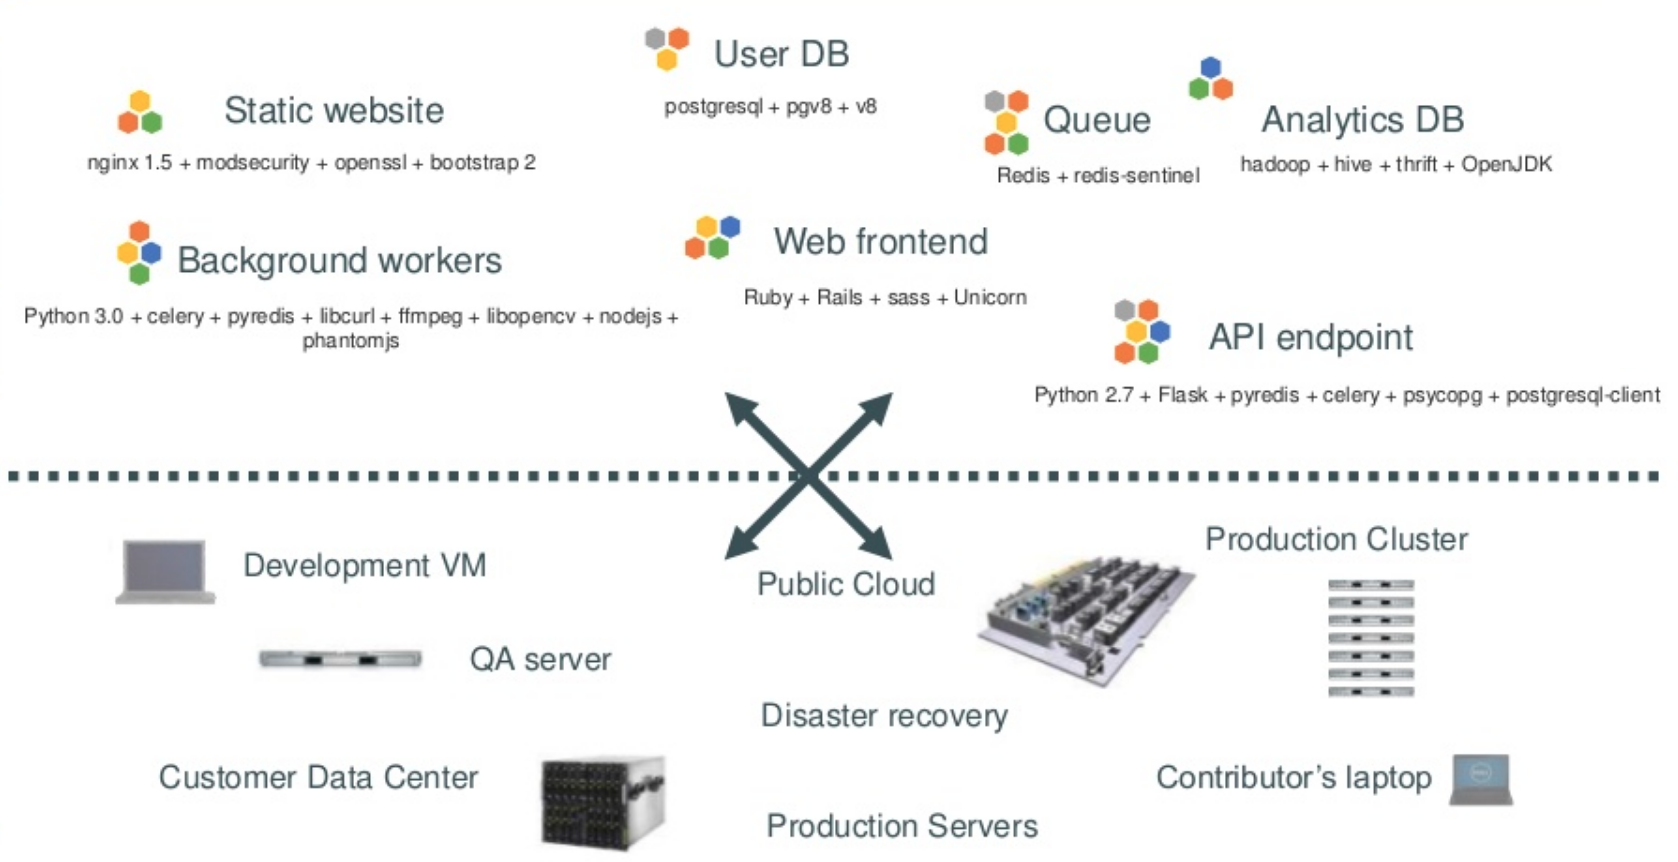 User DB
postgresql + pgv8 + v8
Static website
nginx 1.5 + modsecurity + openssl + bootstrap 2
Queue
Redis + redis-sentinel
Analytics DB
hadoop + hive + thrift + OpenJDK
Background workers
Python 3.0 + celery + pyredis + libcurl + ffmpeg + libopencv + nodejs +
phantomjs
Web frontend
Ruby + Rails + sass + Unicorn
API endpoint
Python 2.7 + Flask + pyredis + celery + psycopg + postgresql-client
Development VM
Public Cloud
Production Cluster
QA server
Disaster recovery
Customer Data Center
Contributor’s laptop
Production Servers